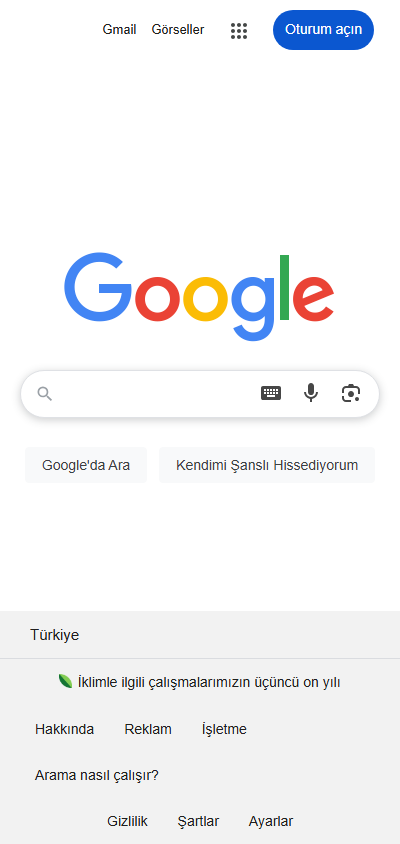 Gmail Görseller Oturum açın
Google
Google'da Ara Kendimi Şanslı Hissediyorum
Türkiye
İklimle ilgili çalışmalarımızın üçüncü on yılı
Hakkında Reklam İşletme
Arama nasıl çalışır?
Gizlilik Şartlar Ayarlar